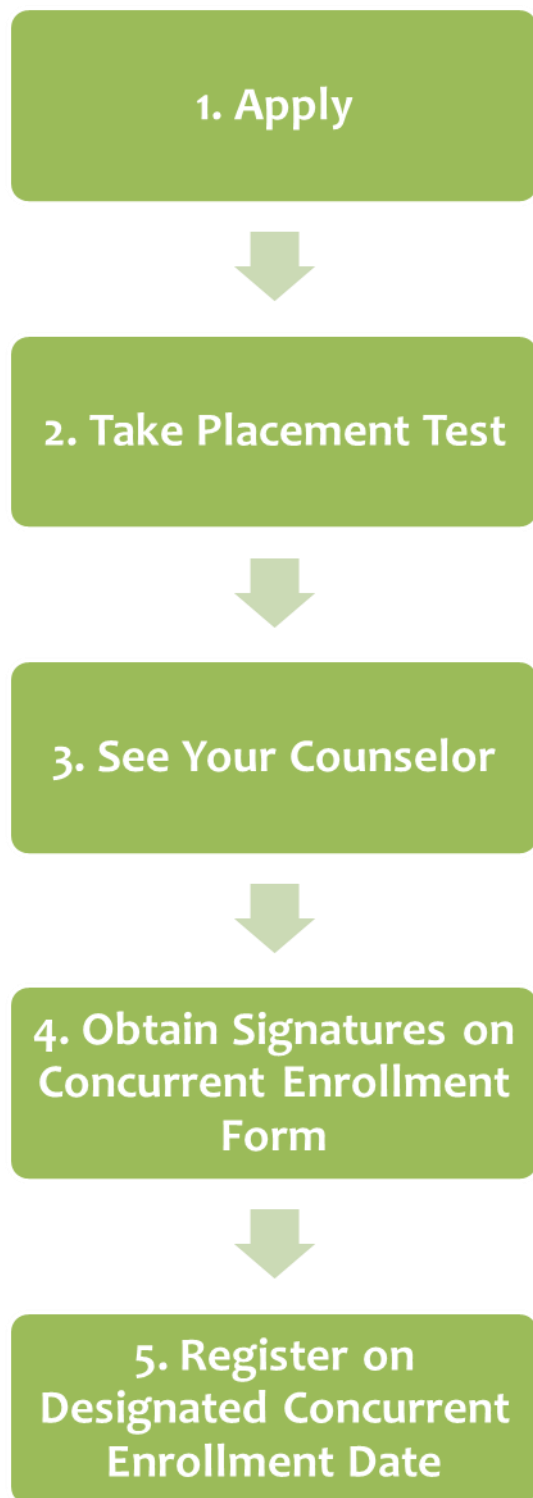 1. Apply
2. Take Placement Test
3. See Your Counselor
4. Obtain Signatures on
Concurrent Enrollment
Form
5. Register on
Designated Concurrent
Enrollment Date